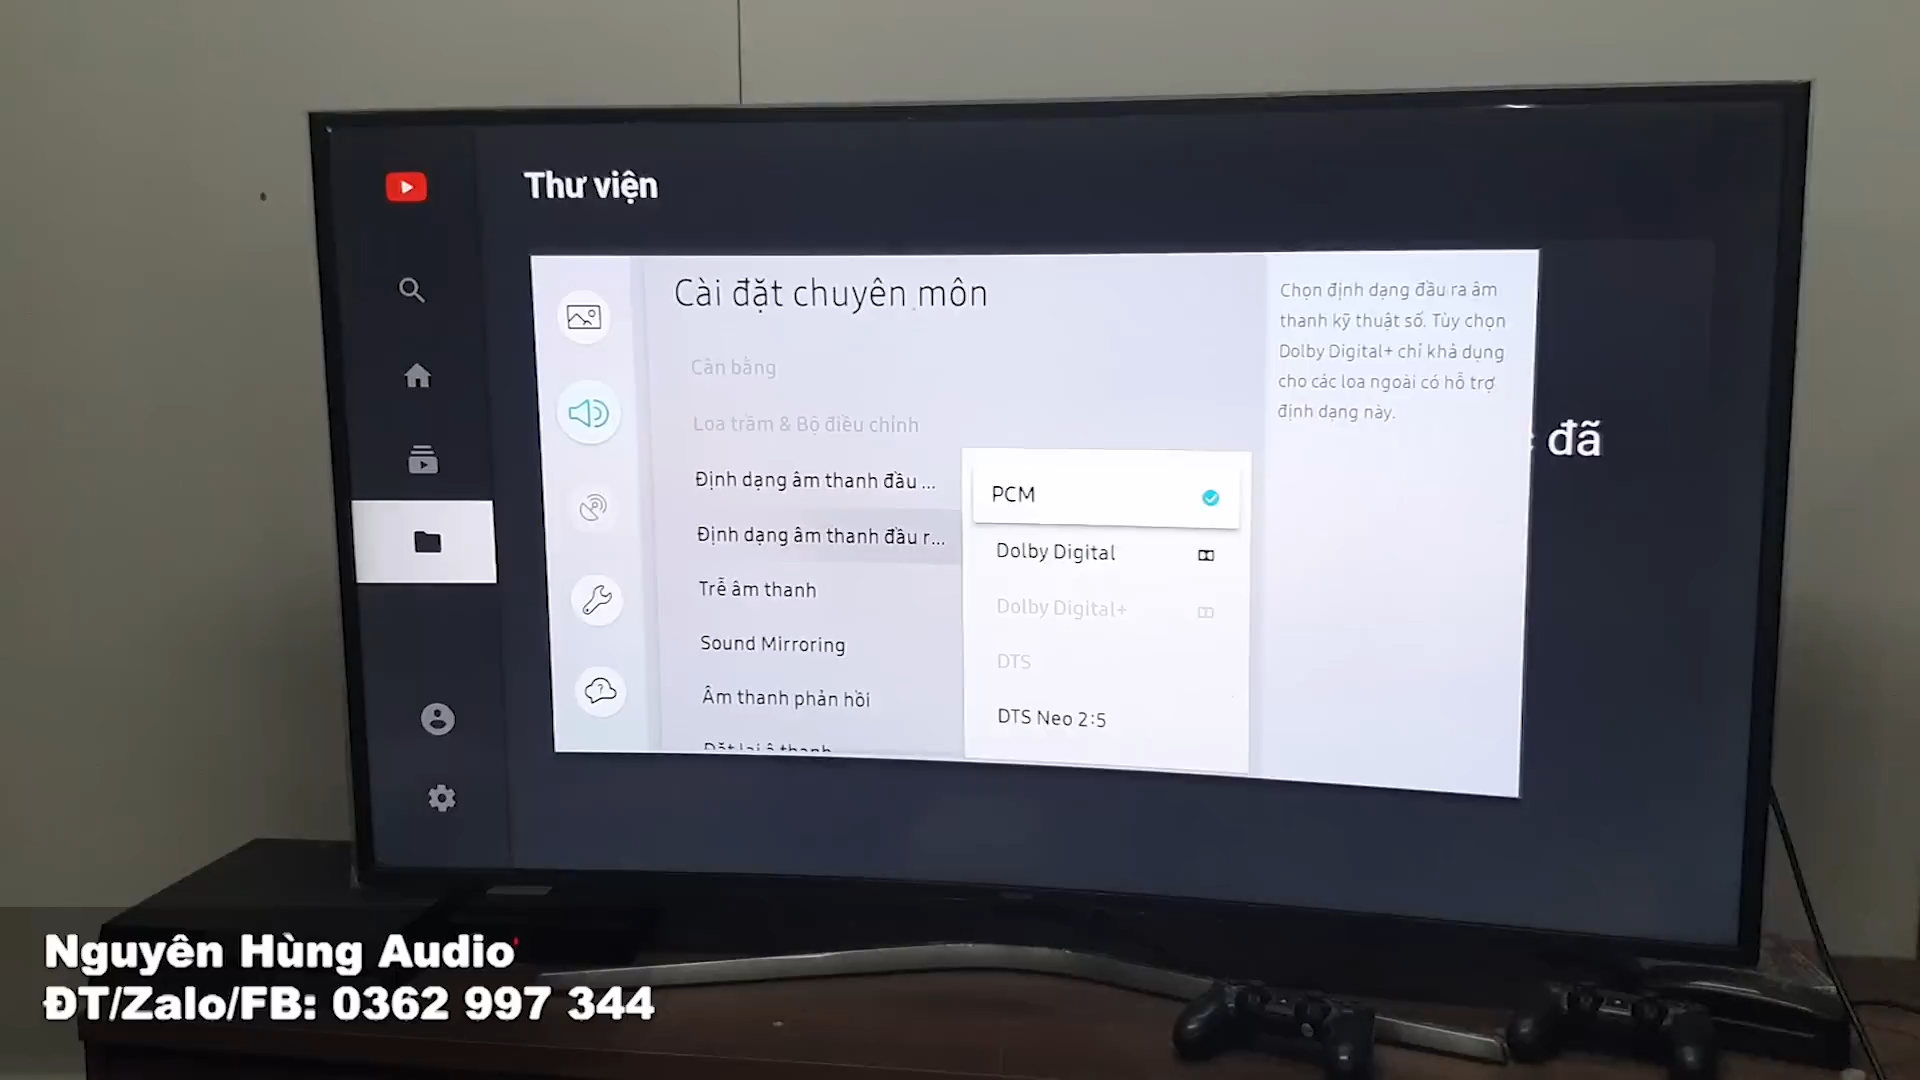 Thư viện
Cài đặt chuyên môn
Cân bằng
Loa trầm & Bộ điều chỉnh
Định dạng âm thanh đầu ...
Định dạng âm thanh đầu r...
Trễ âm thanh
Sound Mirroring
Âm thanh phản hồi
PCM
Dolby Digital
Dolby Digital+
DTS
DTS Neo 2:5
Chọn định dạng đầu ra âm
thanh kỹ thuật số. Tùy chọn
Dolby Digital+ chỉ khả dụng
cho các loa ngoài có hỗ trợ
định dạng này.
đã
Nguyên Hùng Audio
ĐT/Zalo/FB: 0362 997 344